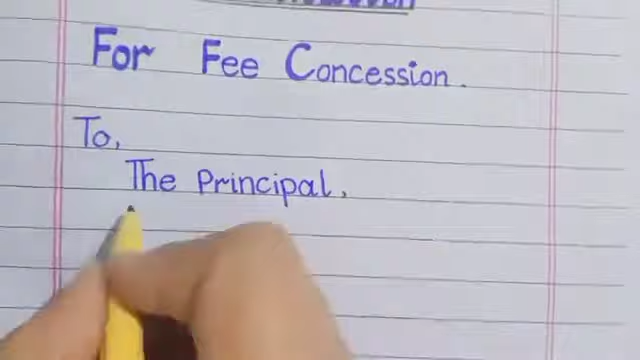 For Fee Concession.
To,
The Principal,